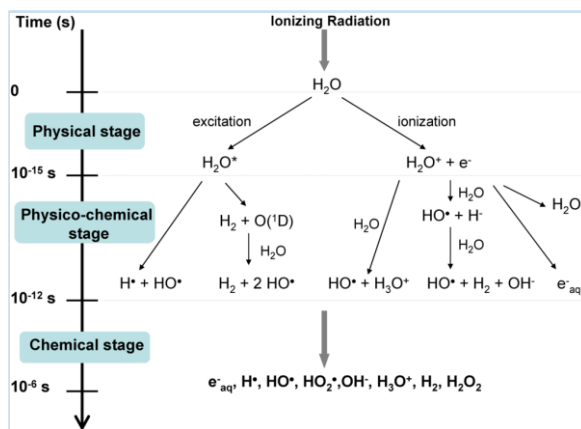 Time (s)
Ionizing Radiation
0
H₂O
Physical stage
excitation
ionization
10⁻¹⁵ s
H₂O*
H₂O⁺ + e⁻
Physico-chemical
stage
H₂ + O(¹D)
H₂O
H₂O
H₂O
HO• + H⁻
H₂O
H₂O
H• + HO•
H₂ + 2 HO•
HO• + H₃O⁺
HO• + H₂ + OH⁻
e⁻aq
10⁻¹² s
Chemical stage
10⁻⁶ s
e⁻aq, H•, HO•, HO₂•,OH⁻, H₃O⁺, H₂, H₂O₂